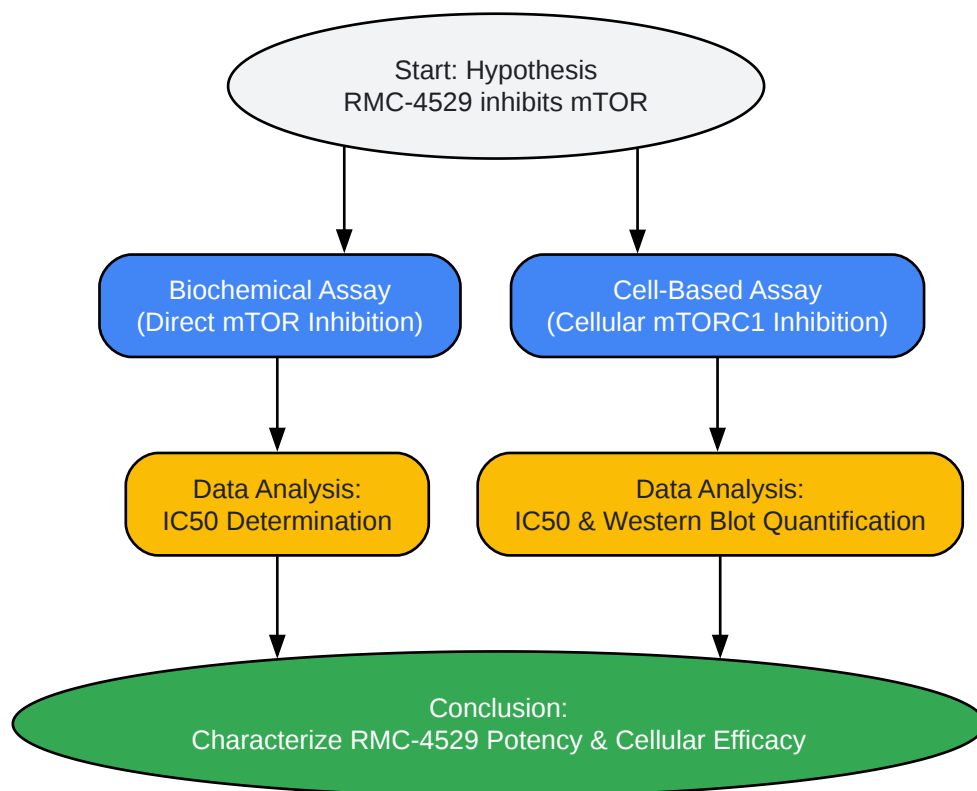 Start: Hypothesis
RMC-4529 inhibits mTOR
Biochemical Assay
(Direct mTOR Inhibition)
Cell-Based Assay
(Cellular mTORC1 Inhibition)
Data Analysis:
IC50 Determination
Data Analysis:
IC50 & Western Blot Quantification
Conclusion:
Characterize RMC-4529 Potency & Cellular Efficacy